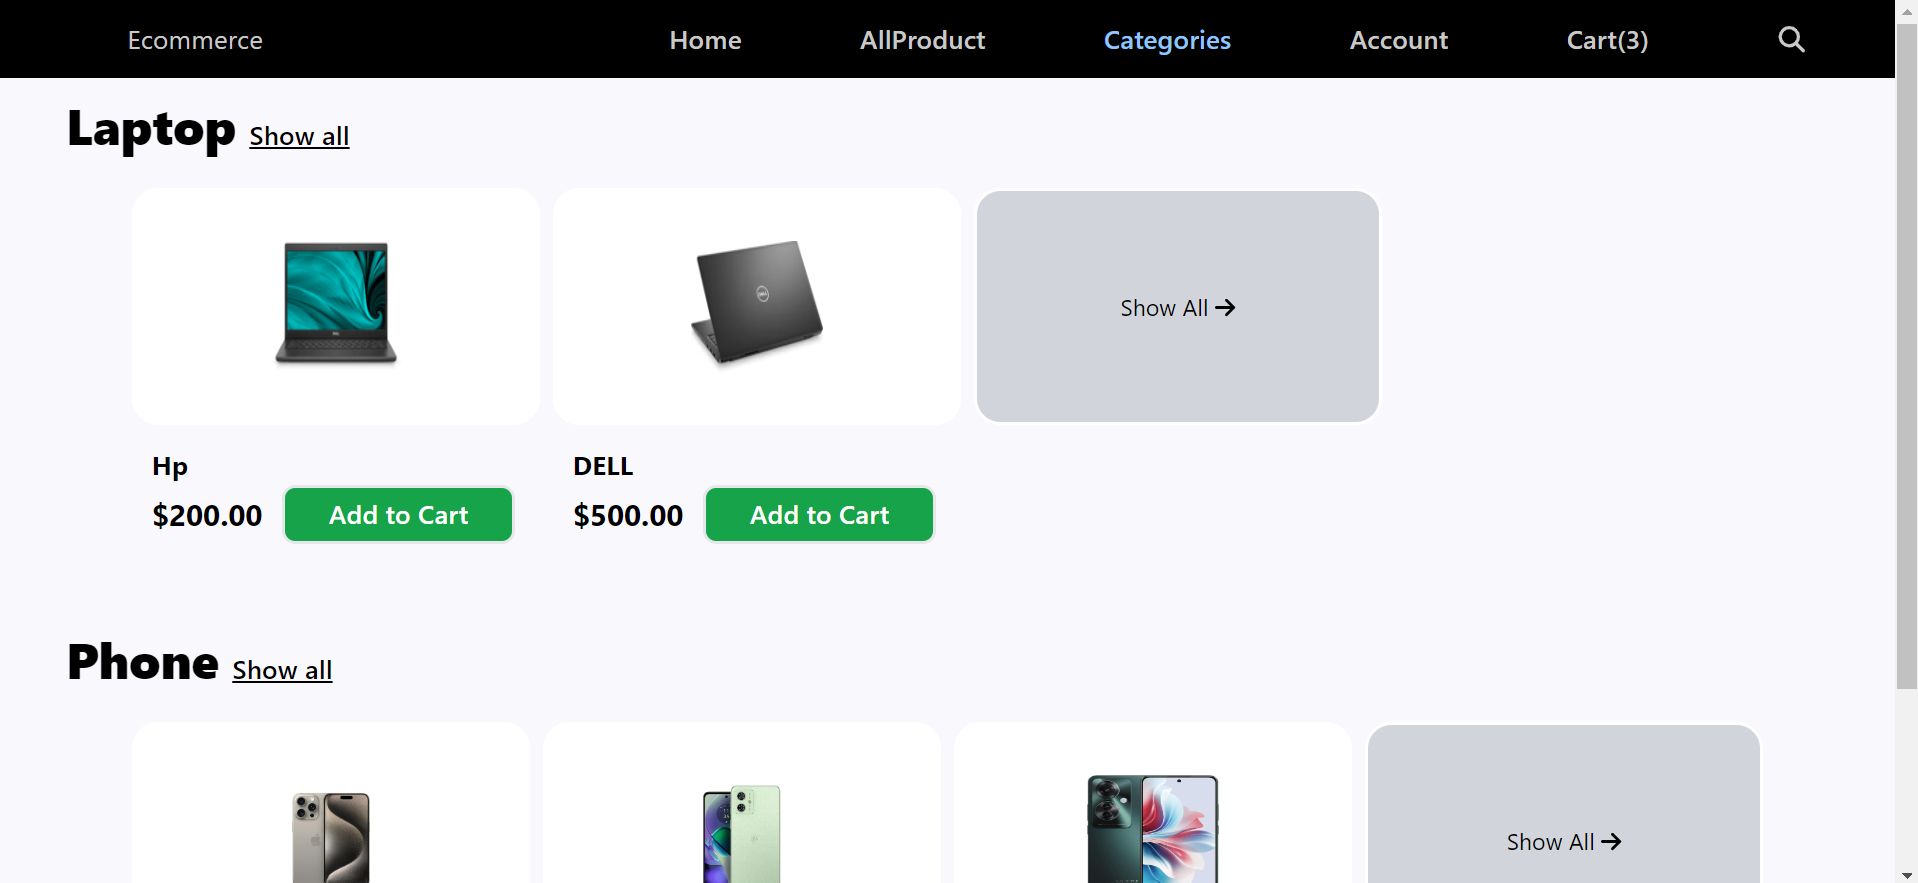 Ecommerce Home AllProduct Categories Account Cart(3)
Laptop Show all
DELL
Show All
Hp DELL
$200.00 Add to Cart $500.00 Add to Cart
Phone Show all
Show All